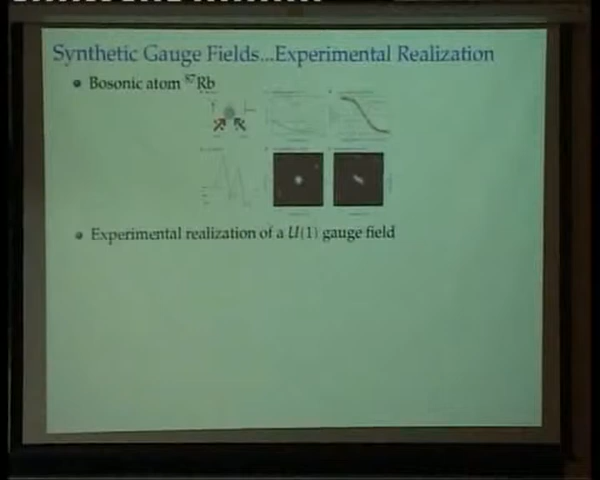 Synthetic Gauge Fields...Experimental Realization
Bosonic atom ⁸⁷Rb
Experimental realization of a U(1) gauge field